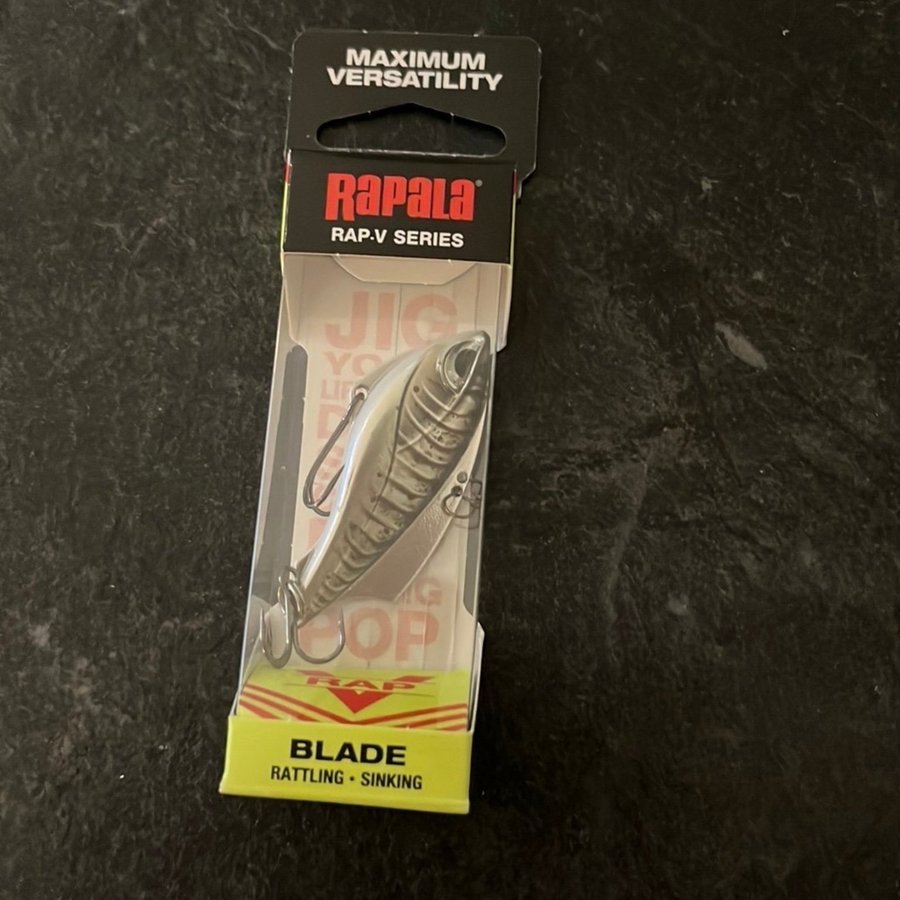 MAXIMUM
VERSATILITY
Rapala®
RAP-V SERIES
JIG
POP
RAP
V
BLADE
RATTLING • SINKING